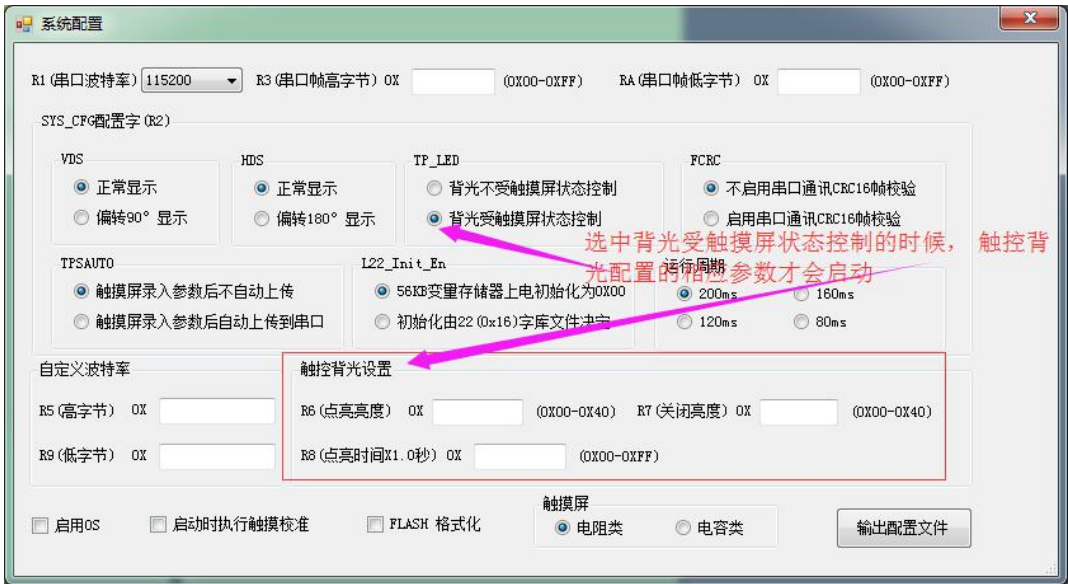 系统配置
R1(串口波特率) 115200 R3(串口帧高字节) 0X (0X00-0XFF) RA(串口帧低字节) 0X (0X00-0XFF)
SYS_CFG配置字(R2)
VDS HDS TP_LED FCRC
正常显示 正常显示 背光不受触摸屏状态控制 不启用串口通讯CRC16帧校验
偏转90° 显示 偏转180° 显示 背光受触摸屏状态控制 启用串口通讯CRC16帧校验
选中背光受触摸屏状态控制的时候， 触控背
光配置的相应参数才会启动
TPSAUTO L22_Init_En 运行周期
触摸屏录入参数后不自动上传 56KB变量存储器上电初始化为0X00 200ms 160ms
触摸屏录入参数后自动上传到串口 初始化由22(0x16)字库文件决定 120ms 80ms
自定义波特率 触控背光设置
R5(高字节) 0X R6(点亮亮度) 0X (0X00-0X40) R7(关闭亮度) 0X (0X00-0X40)
R9(低字节) 0X R8(点亮时间X1.0秒) 0X (0X00-0XFF)
触摸屏
启用OS 启动时执行触摸校准 FLASH 格式化 电阻类 电容类 输出配置文件